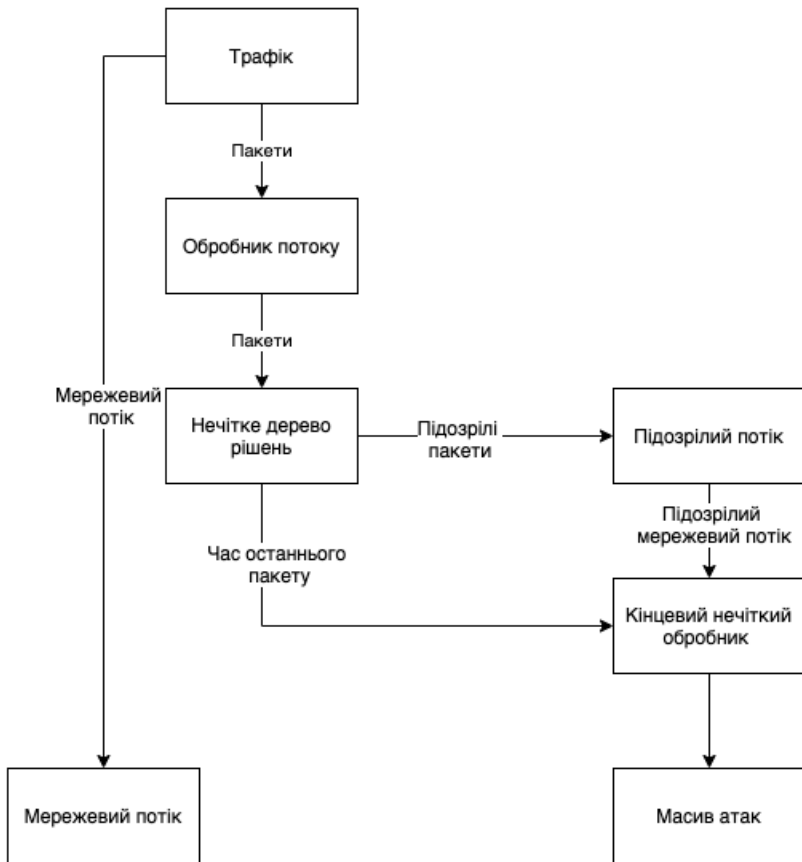 Трафік
Пакети
Обробник потоку
Пакети
Мережевий
потік
Нечітке дерево
рішень
Підозрілі
пакети
Підозрілий потік
Підозрілий
мережевий потік
Час останнього
пакету
Кінцевий нечіткий
обробник
Мережевий потік
Масив атак